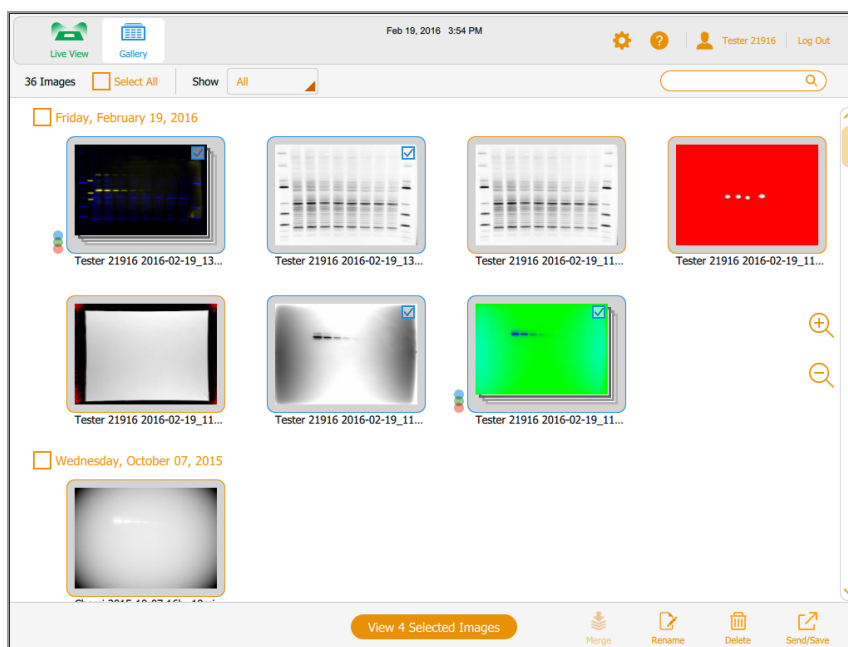 Feb 19, 2016 3:54 PM
Live View
Gallery
?
Tester 21916
Log Out
36 Images
Select All
Show
All
Friday, February 19, 2016
Tester 21916 2016-02-19_13...
Tester 21916 2016-02-19_13...
Tester 21916 2016-02-19_11...
Tester 21916 2016-02-19_11...
Tester 21916 2016-02-19_11...
Tester 21916 2016-02-19_11...
Tester 21916 2016-02-19_11...
Wednesday, October 07, 2015
View 4 Selected Images
Merge
Rename
Delete
Send/Save